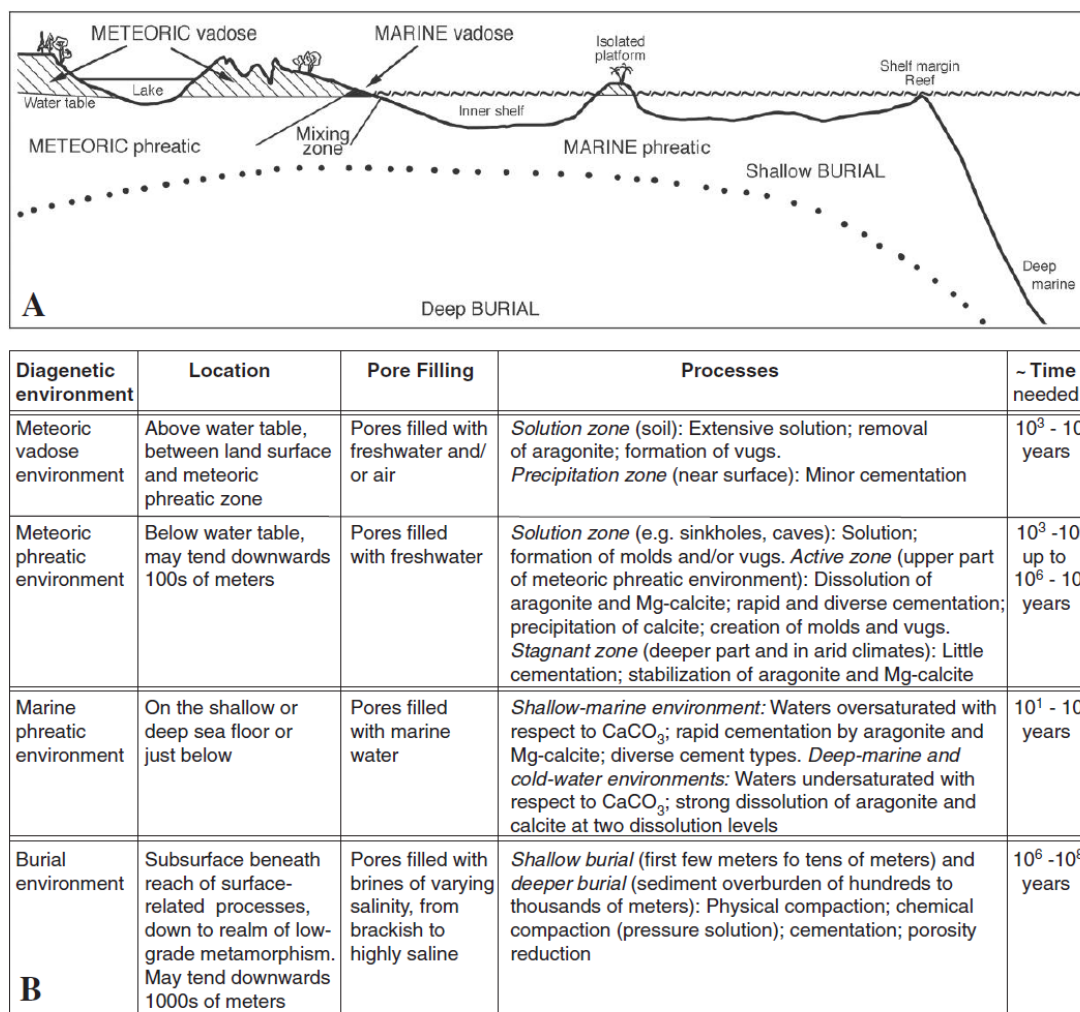 METEORIC vadose
MARINE vadose
Isolated
platform
Shelf margin
Reef
Lake
Water table
Inner shelf
Mixing
zone
METEORIC phreatic
MARINE phreatic
Shallow BURIAL
Deep
marine
A
Deep BURIAL
Diagenetic
environment
Location
Pore Filling
Processes
~ Time
needed
Meteoric
vadose
environment
Above water table,
between land surface
and meteoric
phreatic zone
Pores filled with
freshwater and/
or air
Solution zone (soil): Extensive solution; removal
of aragonite; formation of vugs.
Precipitation zone (near surface): Minor cementation
10³ - 10
years
Meteoric
phreatic
environment
Below water table,
may tend downwards
100s of meters
Pores filled
with freshwater
Solution zone (e.g. sinkholes, caves): Solution;
formation of molds and/or vugs. Active zone (upper part
of meteoric phreatic environment): Dissolution of
aragonite and Mg-calcite; rapid and diverse cementation;
precipitation of calcite; creation of molds and vugs.
Stagnant zone (deeper part and in arid climates): Little
cementation; stabilization of aragonite and Mg-calcite
10³ -10
up to
10⁶ - 10
years
Marine
phreatic
environment
On the shallow or
deep sea floor or
just below
Pores filled
with marine
water
Shallow-marine environment: Waters oversaturated with
respect to CaCO₃; rapid cementation by aragonite and
Mg-calcite; diverse cement types. Deep-marine and
cold-water environments: Waters undersaturated with
respect to CaCO₃; strong dissolution of aragonite and
calcite at two dissolution levels
10¹ - 10
years
Burial
environment
Subsurface beneath
reach of surface-
related processes,
down to realm of low-
grade metamorphism.
May tend downwards
1000s of meters
Pores filled with
brines of varying
salinity, from
brackish to
highly saline
Shallow burial (first few meters fo tens of meters) and
deeper burial (sediment overburden of hundreds to
thousands of meters): Physical compaction; chemical
compaction (pressure solution); cementation; porosity
reduction
10⁶ -10⁸
years
B